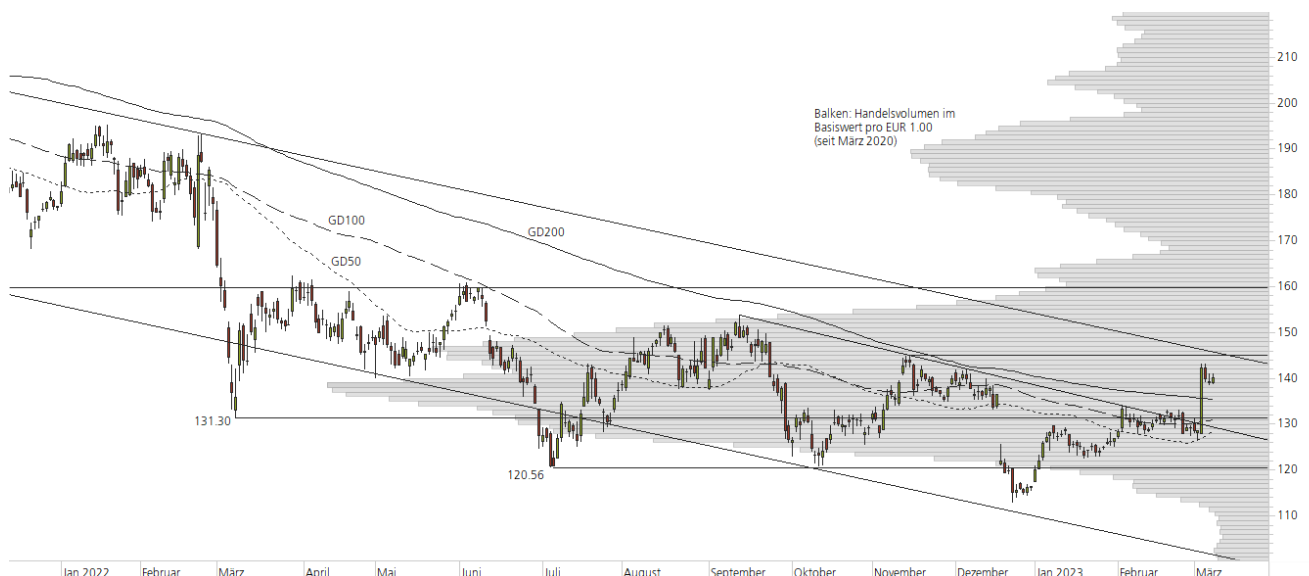 210
200
Balken: Handelsvolumen im
Basiswert pro EUR 1.00
(seit März 2020)
190
180
GD100
GD200
170
GD50
160
150
140
131.30
130
120.56
120
110
Jan 2022 Februar März April Mai Juni Juli August September Oktober November Dezember Jan 2023 Februar März